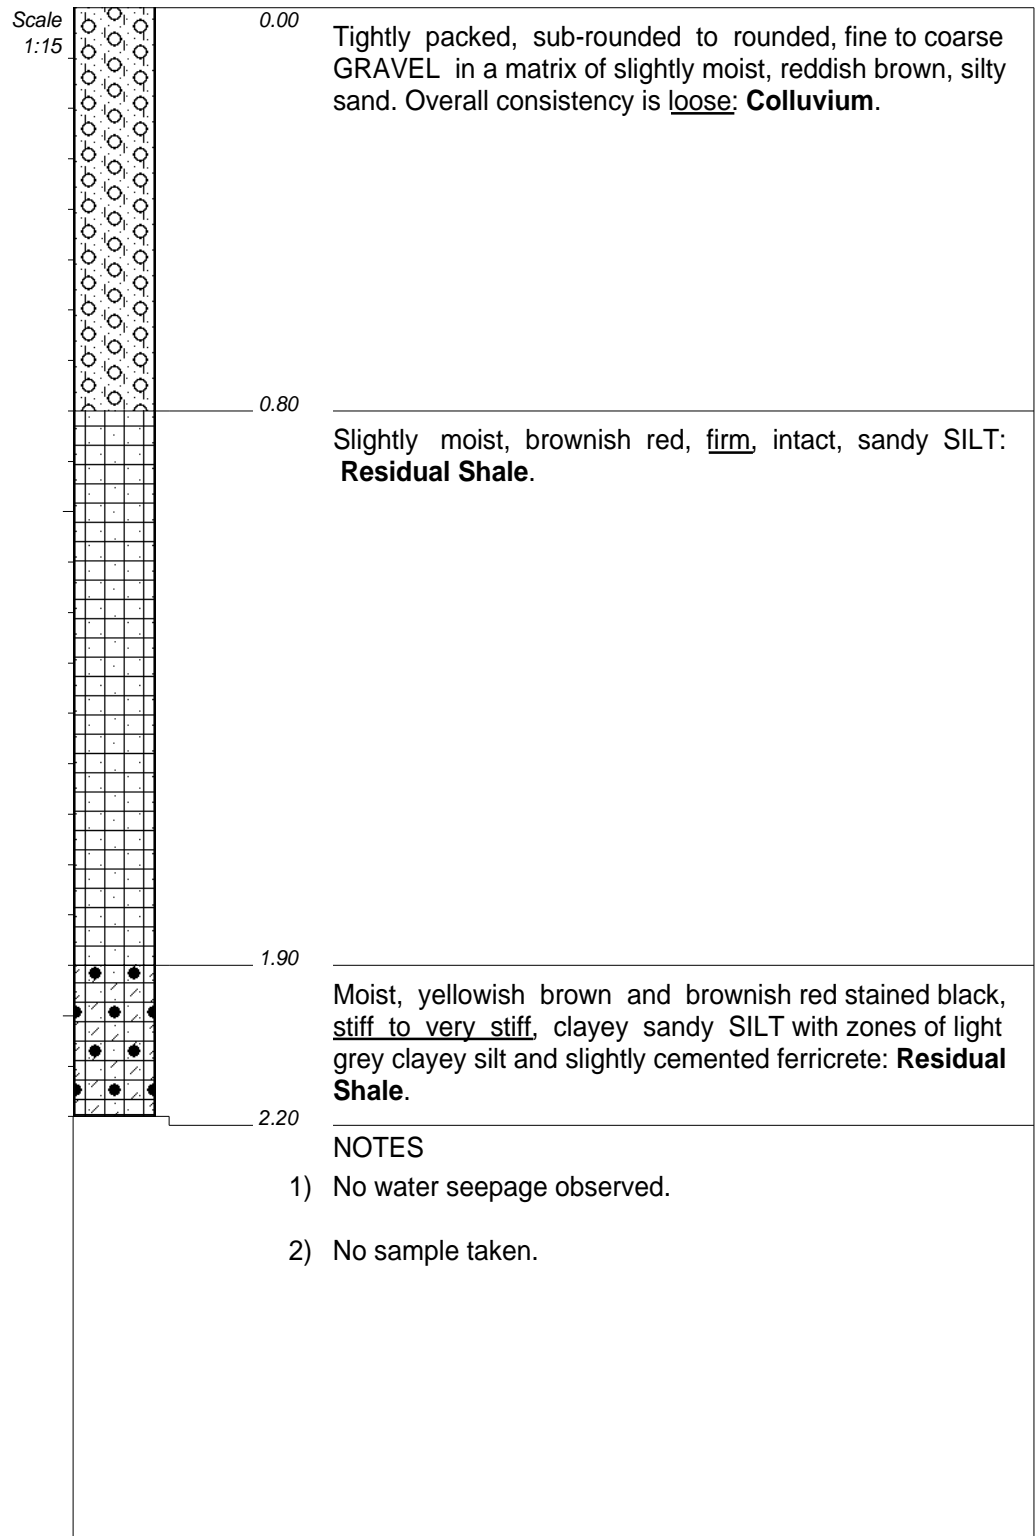 Scale
1:15
0.00
Tightly packed, sub-rounded to rounded, fine to coarse
GRAVEL in a matrix of slightly moist, reddish brown, silty
sand. Overall consistency is loose: Colluvium.
0.80
Slightly moist, brownish red, firm, intact, sandy SILT:
Residual Shale.
1.90
Moist, yellowish brown and brownish red stained black,
stiff to very stiff, clayey sandy SILT with zones of light
grey clayey silt and slightly cemented ferricrete: Residual
Shale.
2.20
NOTES
1) No water seepage observed.
2) No sample taken.